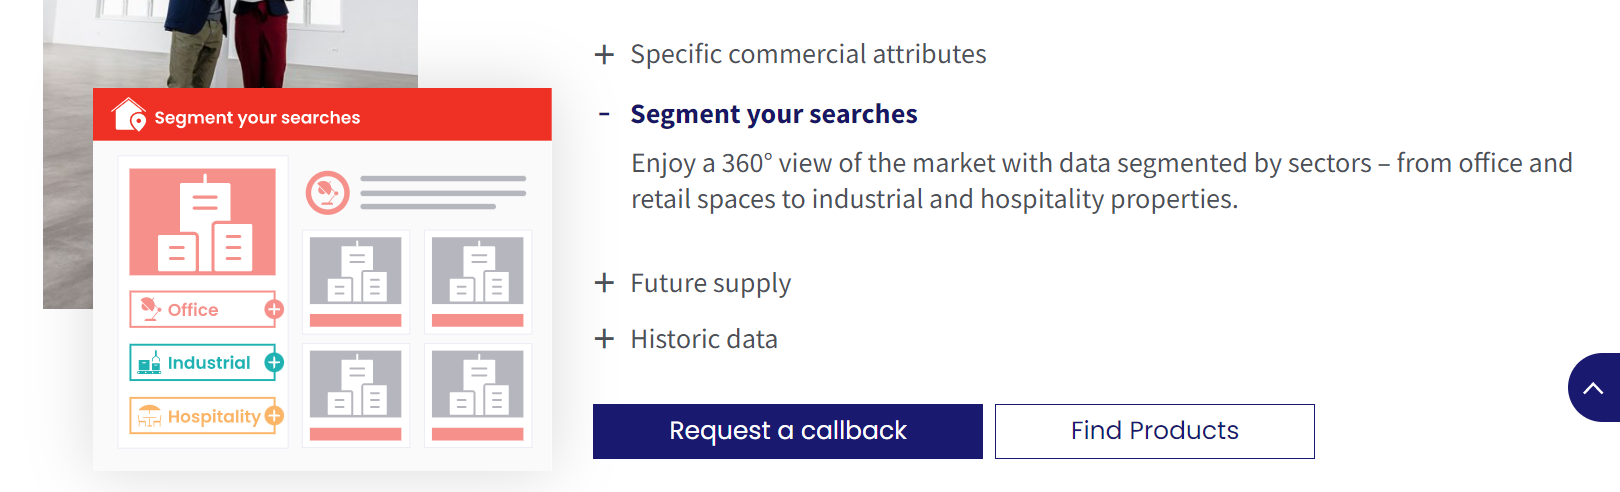 Segment your searches
Office
Industrial
Hospitality
Specific commercial attributes
Segment your searches
Enjoy a 360° view of the market with data segmented by sectors – from office and
retail spaces to industrial and hospitality properties.
Future supply
Historic data
Request a callback
Find Products